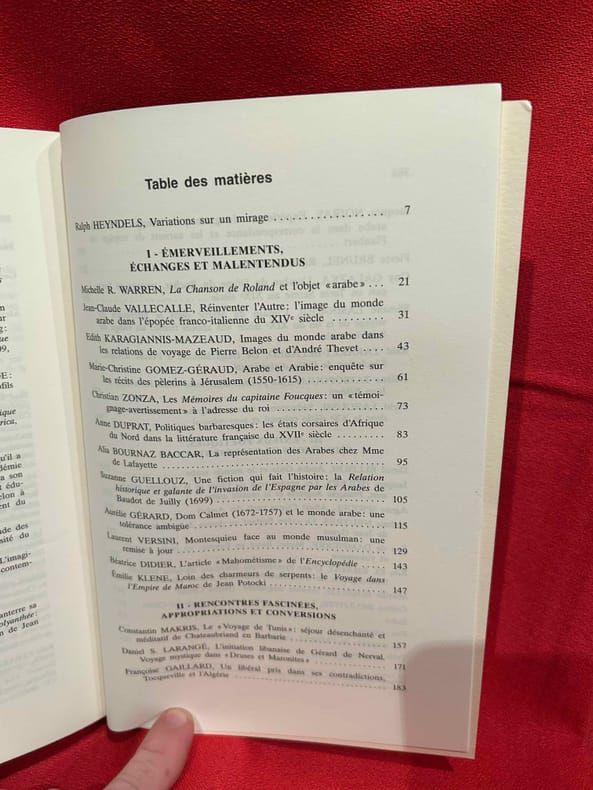 Table des matières
Ralph HEYNDELS, Variations sur un mirage .................. 7
I - ÉMERVEILLEMENTS,
ÉCHANGES ET MALENTENDUS
Michelle R. WARREN, La Chanson de Roland et l'objet «arabe» ... 21
Jean-Claude VALLECALLE, Réinventer l'Autre: l'image du monde
arabe dans l'épopée franco-italienne du XIVe siècle ......... 31
Edith KARAGIANNIS-MAZEAUD, Images du monde arabe dans
les relations de voyage de Pierre Belon et d'André Thevet .... 43
Marie-Christine GOMEZ-GÉRAUD, Arabe et Arabie: enquête sur
les récits des pèlerins à Jérusalem (1550-1615) ............. 61
Christian ZONZA, Les Mémoires du capitaine Foucques: un «témoi-
gnage-avertissement» à l'adresse du roi .................... 73
Anne DUPRAT, Politiques barbaresques: les états corsaires d'Afrique
du Nord dans la littérature française du XVIIe siècle ........ 83
Alia BOURNAZ BACCAR, La représentation des Arabes chez Mme
de Lafayette ........................................ 95
Suzanne GUELLOUZ, Une fiction qui fait l'histoire: la Relation
historique et galante de l'invasion de l'Espagne par les Arabes de
Baudot de Juilly (1699) ............................... 105
Aurélie GÉRARD, Dom Calmet (1672-1757) et le monde arabe: une
tolérance ambigüe .................................... 115
Laurent VERSINI, Montesquieu face au monde musulman: une
remise à jour ........................................ 129
Béatrice DIDIER, L'article «Mahométisme» de l'Encyclopédie ..... 143
Émilie KLENE, Loin des charmeurs de serpents: le Voyage dans
l'Empire de Maroc de Jean Potocki ...................... 147
II - RENCONTRES FASCINÉES,
APPROPRIATIONS ET CONVERSIONS
Constantin MAKRIS, Le «Voyage de Tunis»: séjour désenchanté et
méditatif de Chateaubriand en Barbarie .................... 157
Daniel S. LARANGÉ, L'initiation libanaise de Gérard de Nerval.
Voyage mystique dans «Druses et Maronites» ............... 171
Françoise GAILLARD, Un libéral pris dans ses contradictions,
Tocqueville et l'Algérie ................................ 183